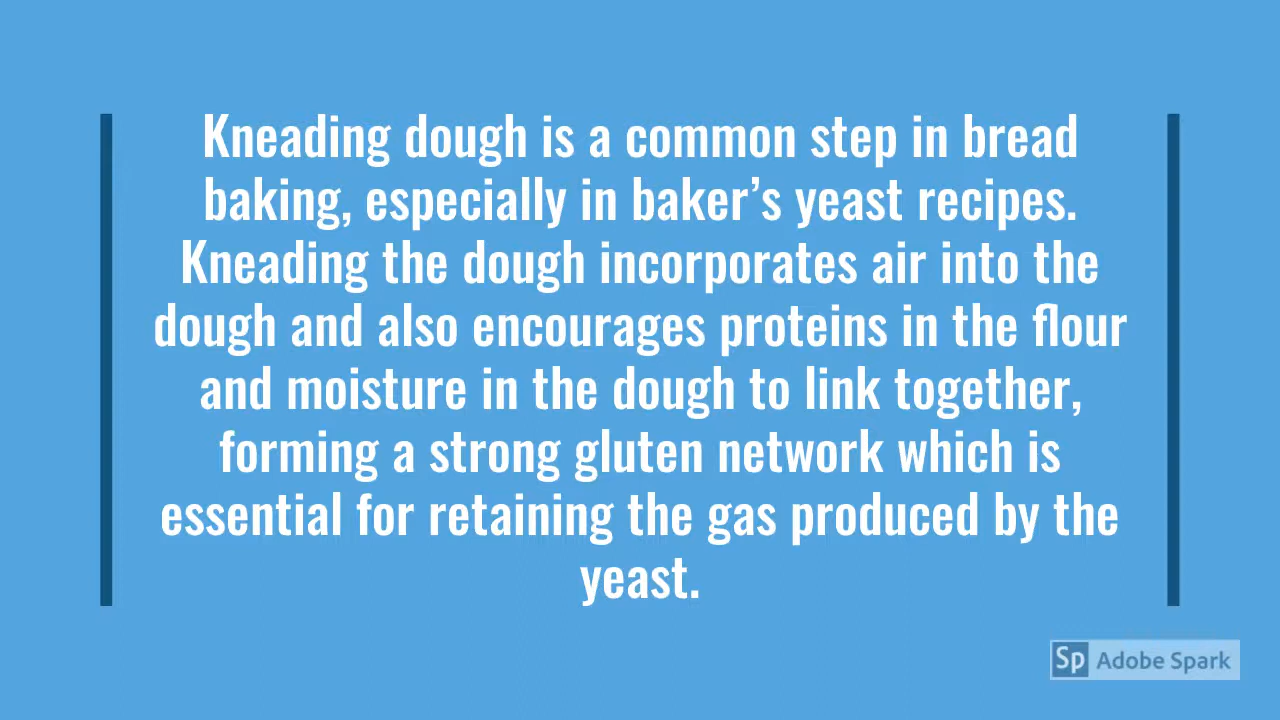 Kneading dough is a common step in bread
baking, especially in baker’s yeast recipes.
Kneading the dough incorporates air into the
dough and also encourages proteins in the flour
and moisture in the dough to link together,
forming a strong gluten network which is
essential for retaining the gas produced by the
yeast.
Sp Adobe Spark